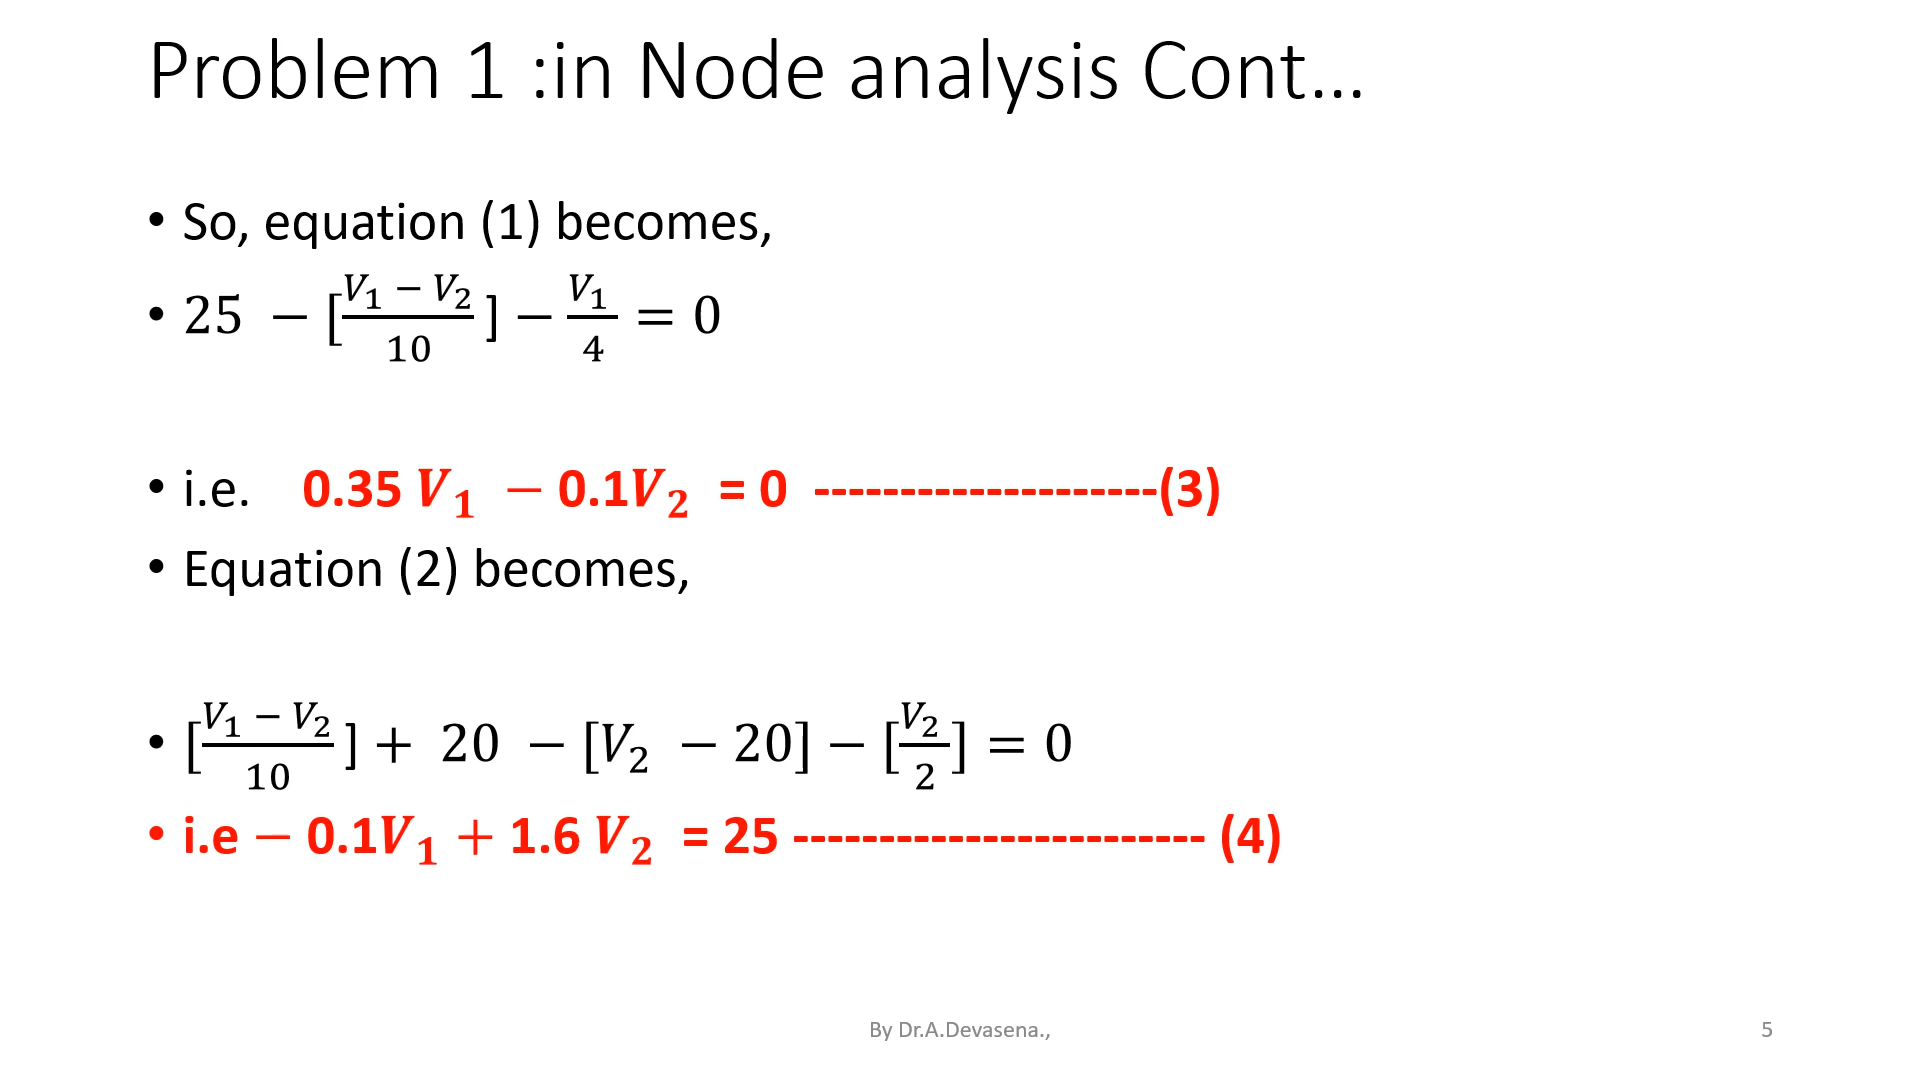 Problem 1 :in Node analysis Cont…
• So, equation (1) becomes,
• 25 − [(V₁ − V₂)/10] − V₁/4 = 0
• i.e. 0.35 V₁ − 0.1V₂ = 0 --------------------(3)
• Equation (2) becomes,
• [(V₁ − V₂)/10] + 20 − [V₂ − 20] − [V₂/2] = 0
• i.e − 0.1V₁ + 1.6 V₂ = 25 ------------------------ (4)
By Dr.A.Devasena.,
5